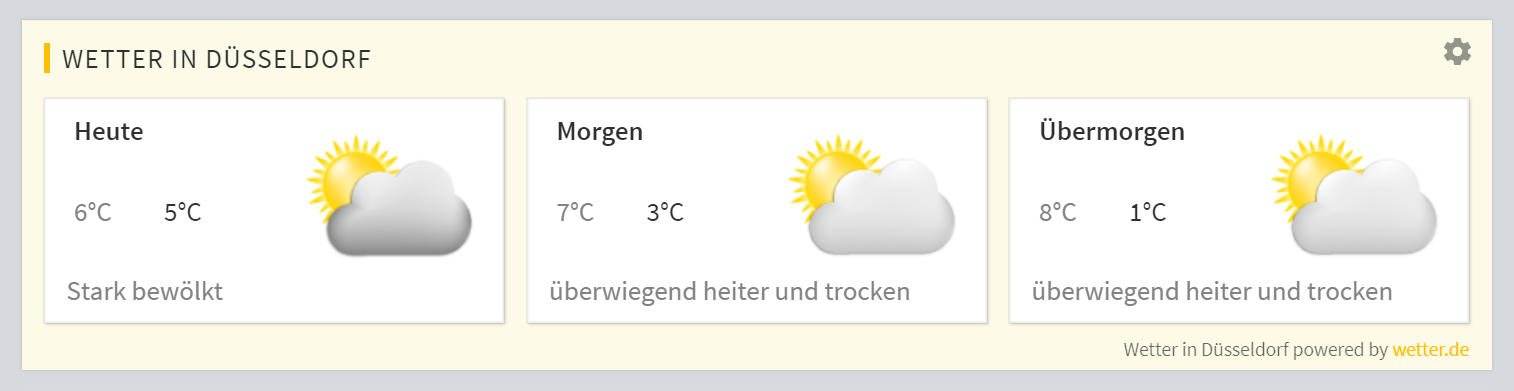 WETTER IN DÜSSELDORF
Heute
6°C 5°C
Stark bewölkt
Morgen
7°C 3°C
überwiegend heiter und trocken
Übermorgen
8°C 1°C
überwiegend heiter und trocken
Wetter in Düsseldorf powered by wetter.de